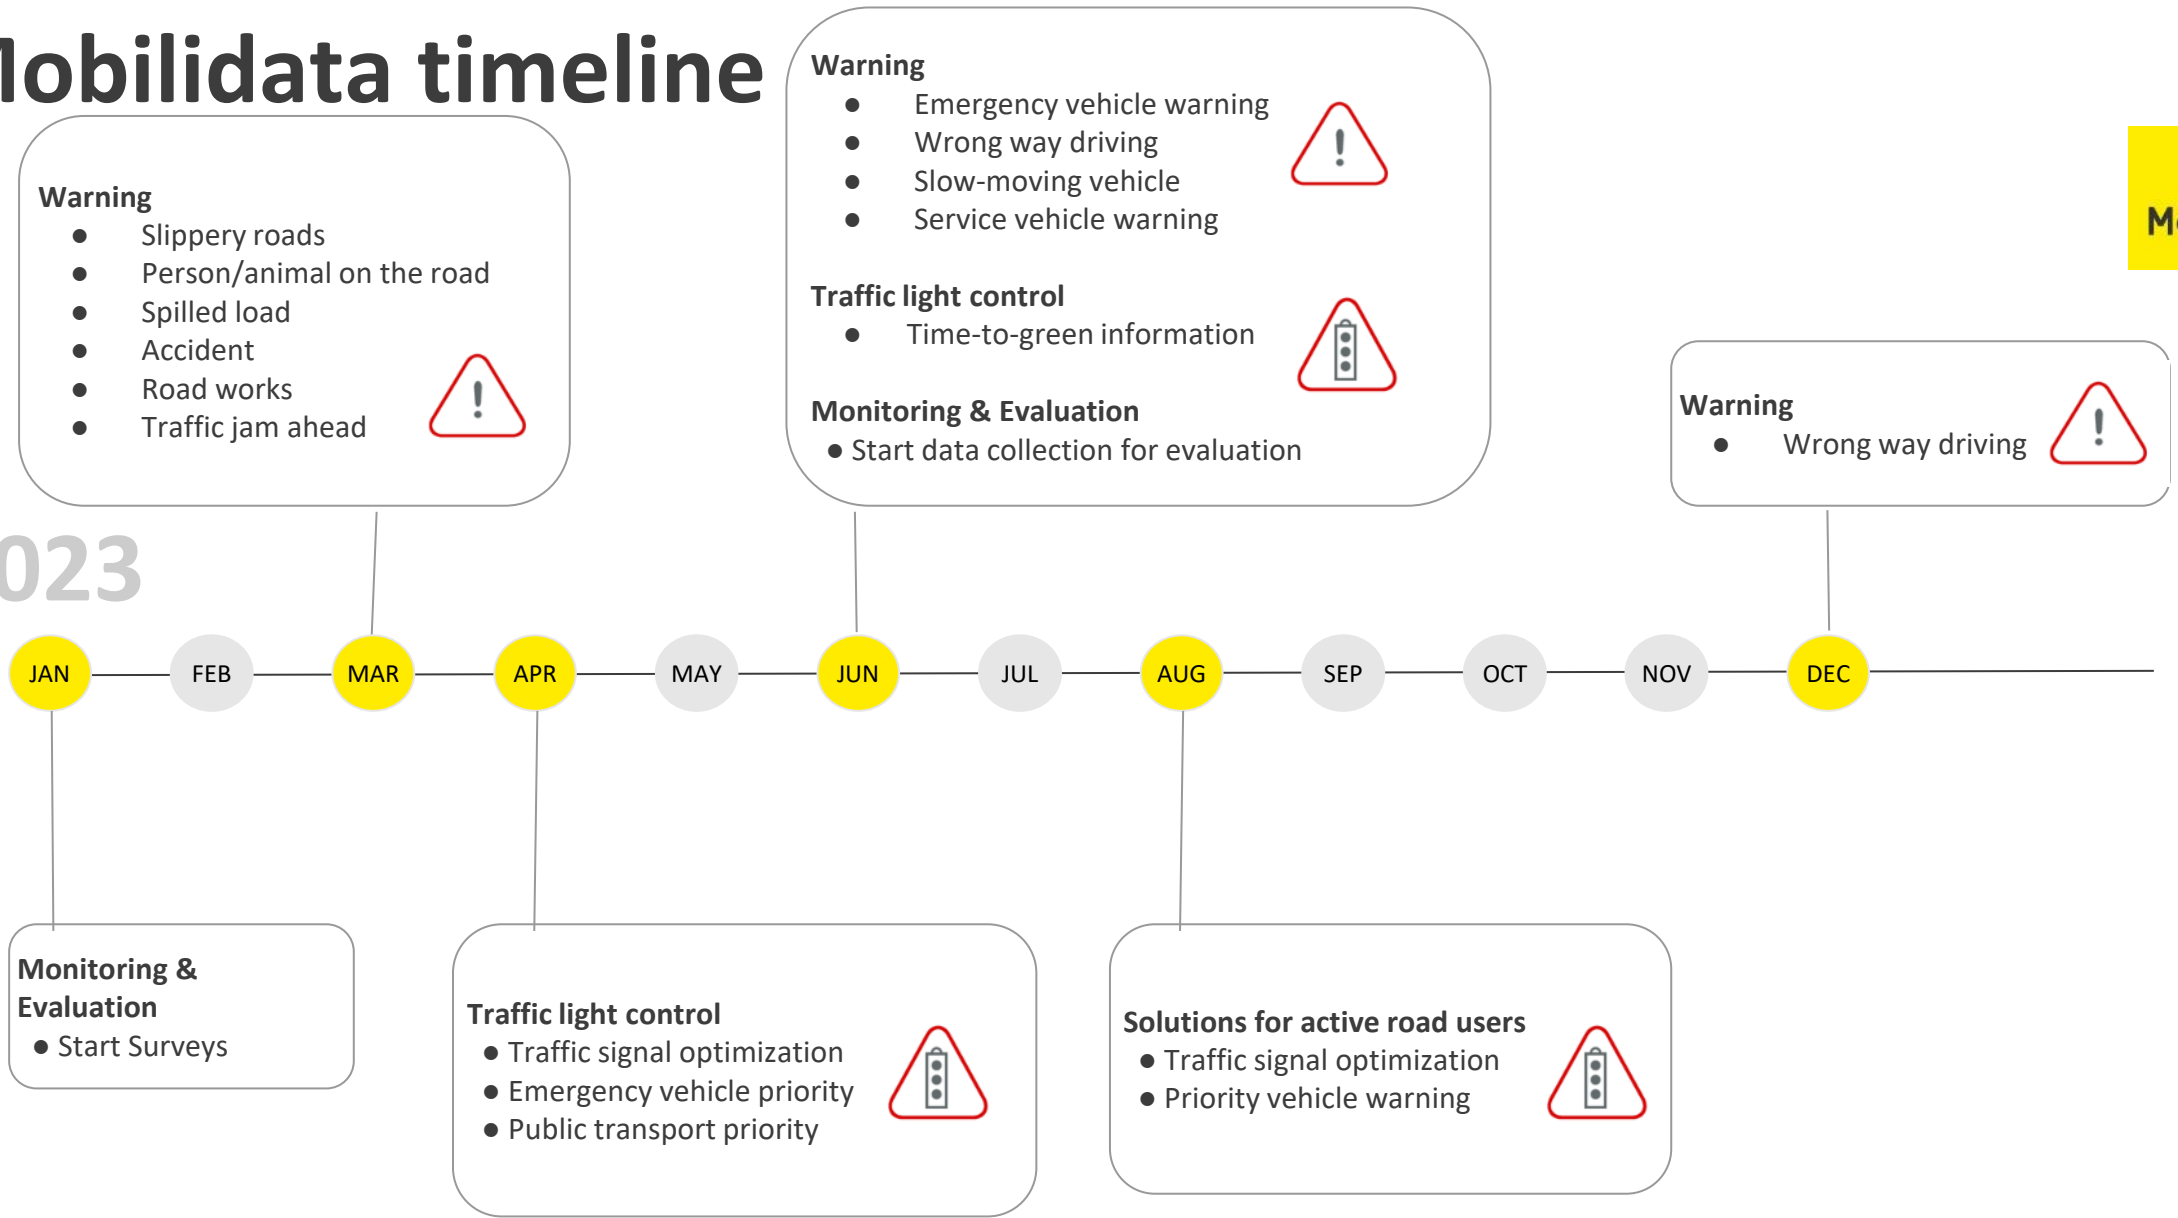 Mobilidata timeline
Warning
● Slippery roads
● Person/animal on the road
● Spilled load
● Accident
● Road works
● Traffic jam ahead
Warning
● Emergency vehicle warning
● Wrong way driving
● Slow-moving vehicle
● Service vehicle warning
Traffic light control
● Time-to-green information
Monitoring & Evaluation
● Start data collection for evaluation
Warning
● Wrong way driving
023
JAN FEB MAR APR MAY JUN JUL AUG SEP OCT NOV DEC
Monitoring &
Evaluation
● Start Surveys
Traffic light control
● Traffic signal optimization
● Emergency vehicle priority
● Public transport priority
Solutions for active road users
● Traffic signal optimization
● Priority vehicle warning